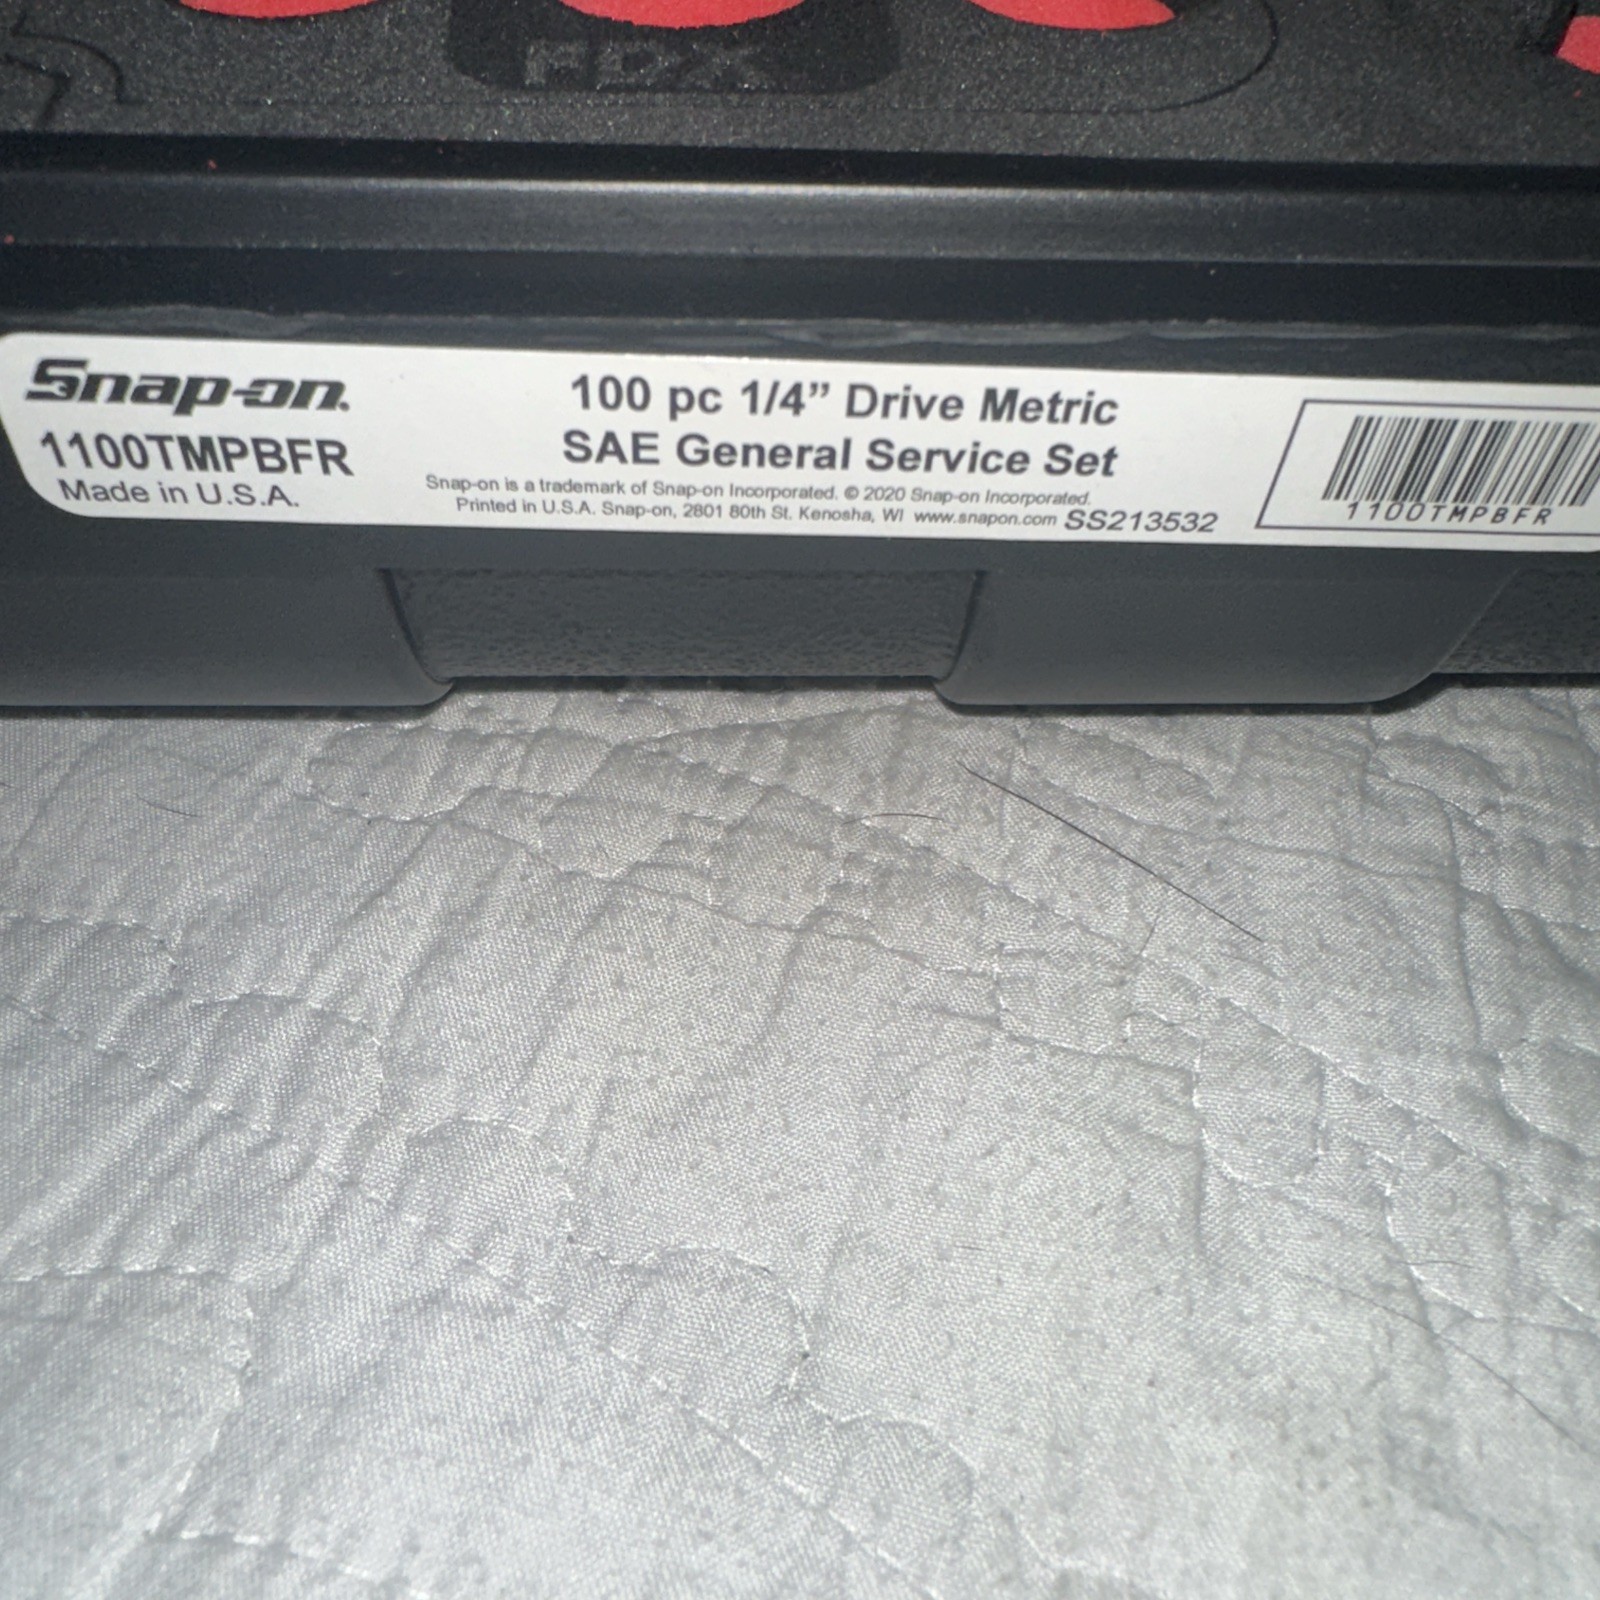 Snap-on.
1100TMPBFR
Made in U.S.A.
100 pc 1/4” Drive Metric
SAE General Service Set
Snap-on is a trademark of Snap-on Incorporated. © 2020 Snap-on Incorporated.
Printed in U.S.A. Snap-on, 2801 80th St. Kenosha, WI www.snapon.com SS213532
1100TMPBFR